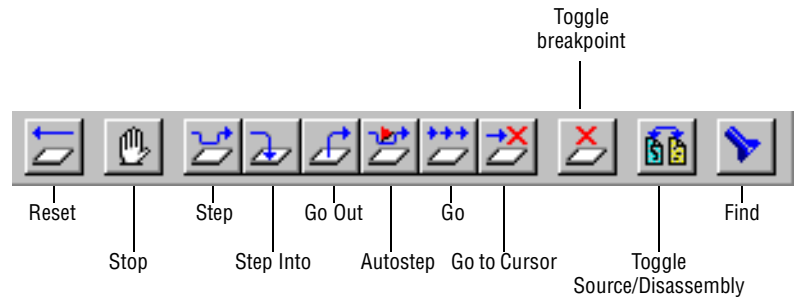 Toggle
breakpoint
Reset
Step
Go Out
Go
Find
Stop
Step Into
Autostep
Go to Cursor
Toggle
Source/Disassembly